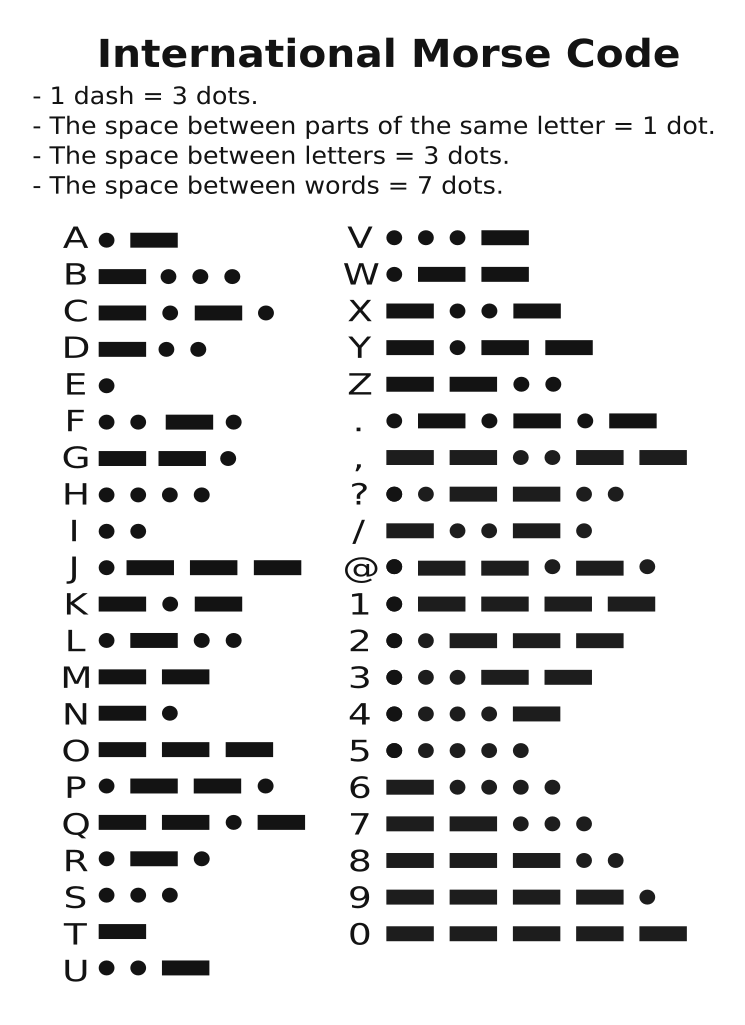 International Morse Code
- 1 dash = 3 dots.
- The space between parts of the same letter = 1 dot.
- The space between letters = 3 dots.
- The space between words = 7 dots.
A
B
C
D
E
F
G
H
I
J
K
L
M
N
O
P
Q
R
S
T
U
V
W
X
Y
Z
.
,
?
/
@
1
2
3
4
5
6
7
8
9
0